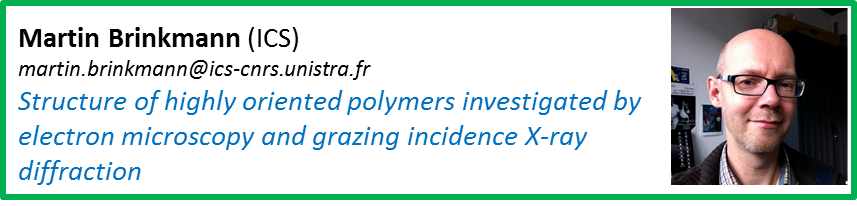 Martin Brinkmann (ICS)
martin.brinkmann@ics-cnrs.unistra.fr
Structure of highly oriented polymers investigated by
electron microscopy and grazing incidence X-ray
diffraction